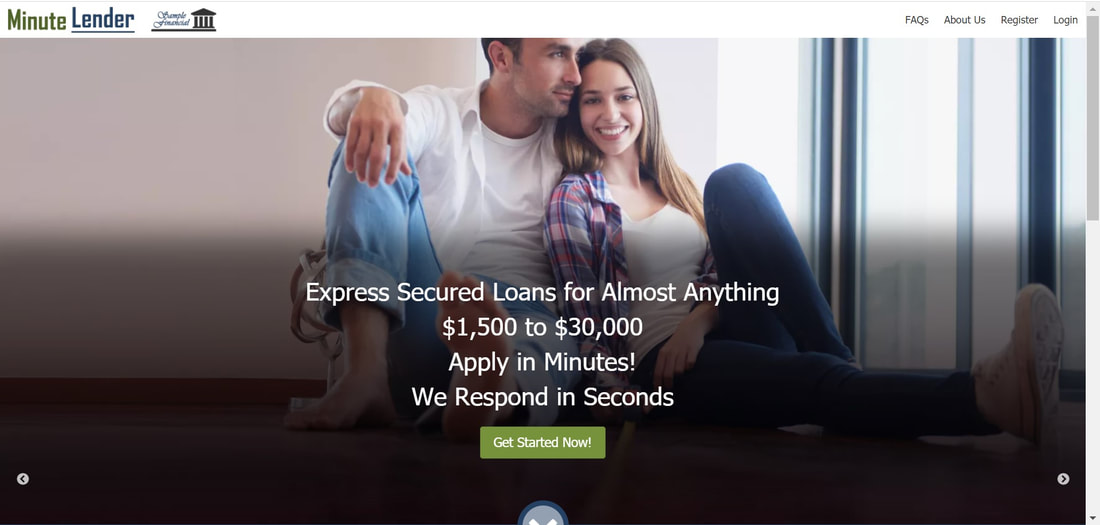 Minute Lender
Sample
Financial
FAQs
About Us
Register
Login
Express Secured Loans for Almost Anything
$1,500 to $30,000
Apply in Minutes!
We Respond in Seconds
Get Started Now!